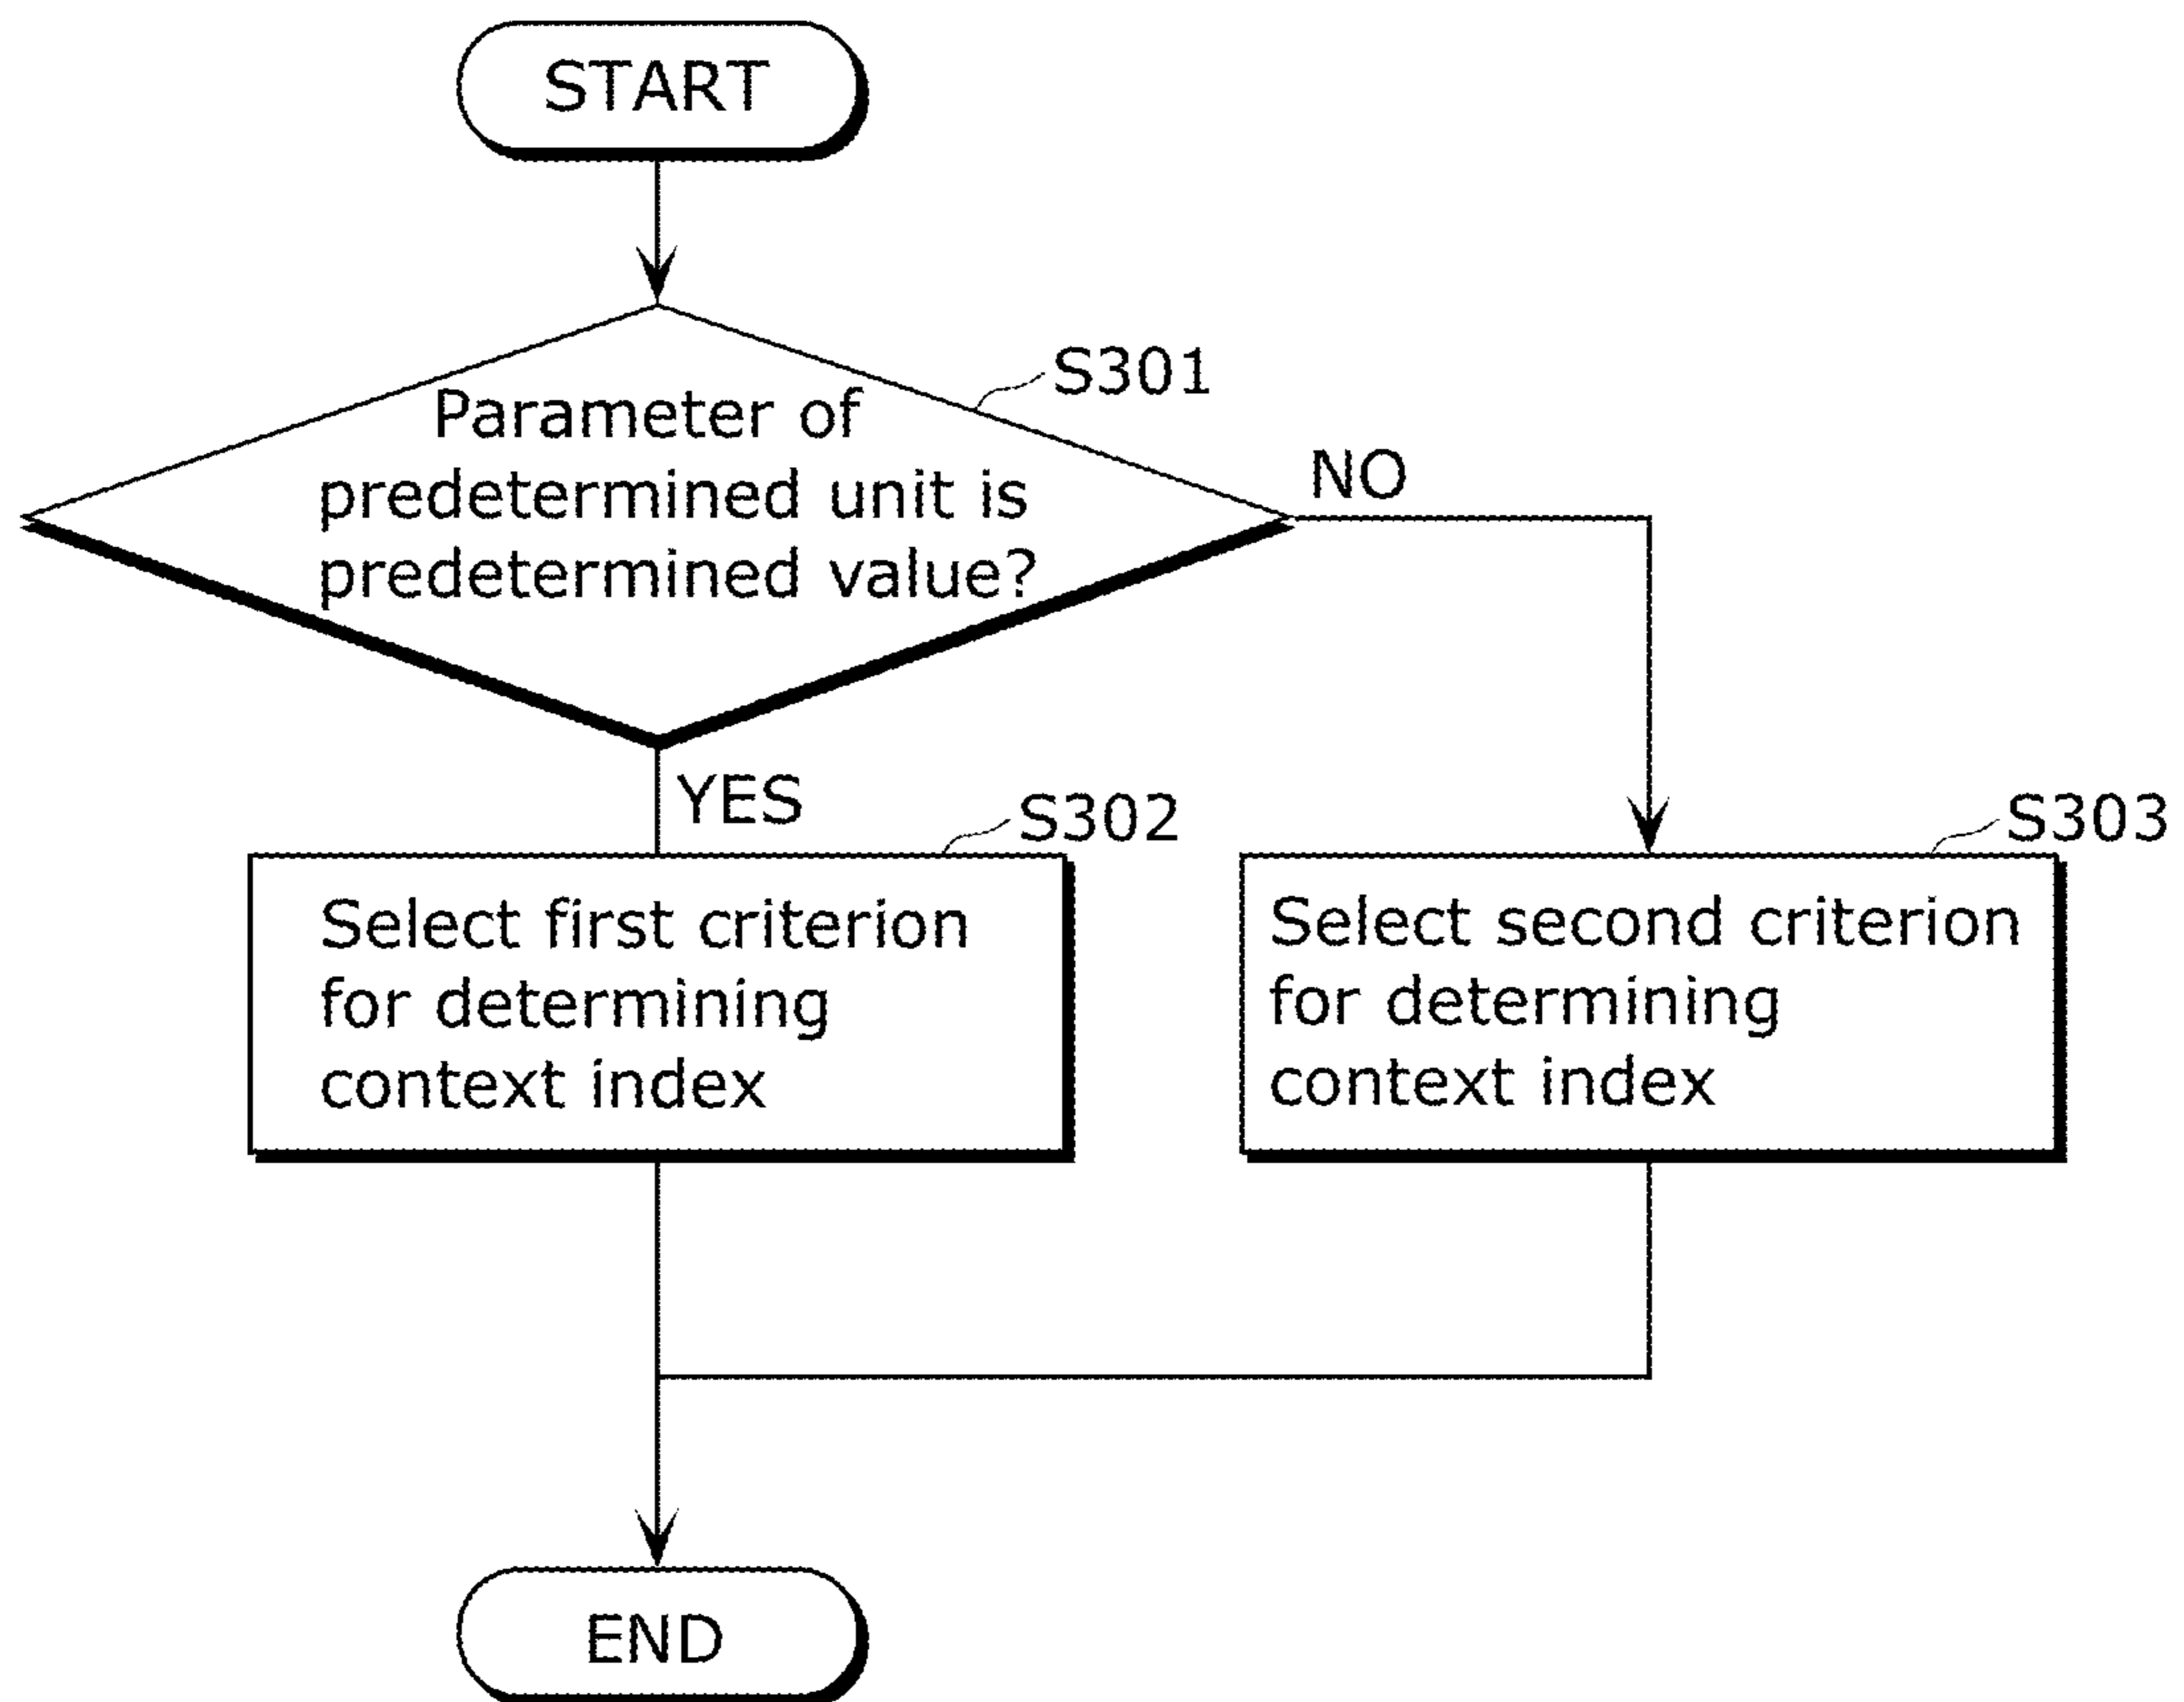 START
S301
Parameter of
predetermined unit is
predetermined value?
NO
YES
S302
Select first criterion
for determining
context index
S303
Select second criterion
for determining
context index
END